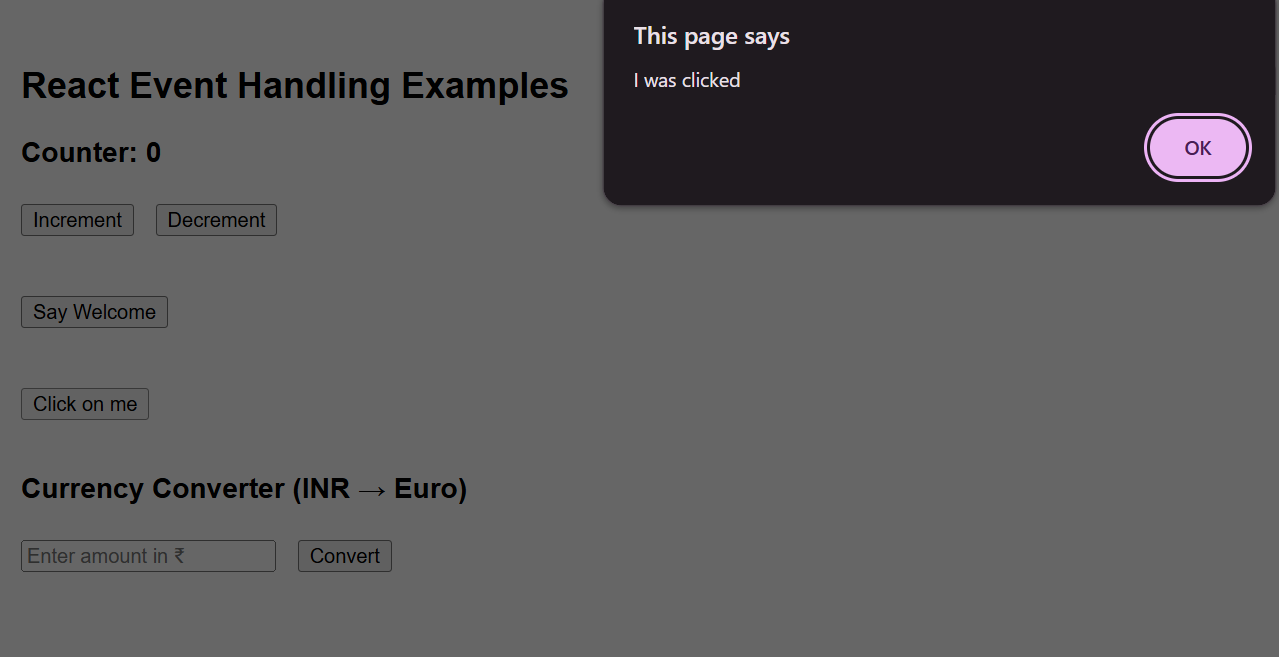 This page says
I was clicked
OK
React Event Handling Examples
Counter: 0
Increment Decrement
Say Welcome
Click on me
Currency Converter (INR → Euro)
Enter amount in ₹ Convert